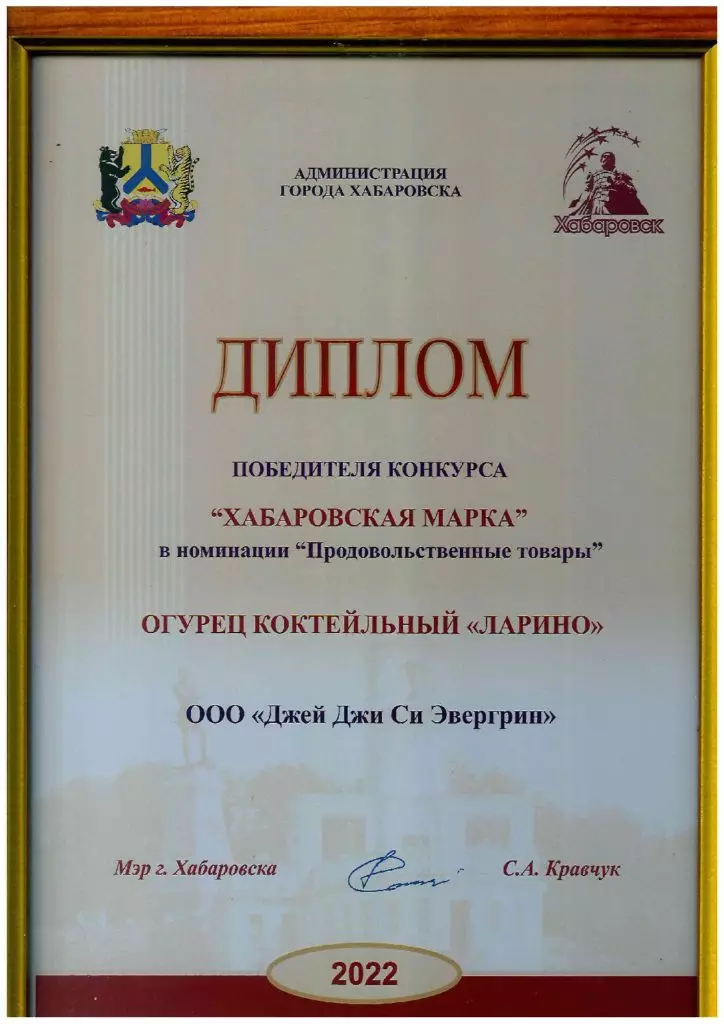 АДМИНИСТРАЦИЯ
ГОРОДА ХАБАРОВСКА
Хабаровск
ДИПЛОМ
ПОБЕДИТЕЛЯ КОНКУРСА
“ХАБАРОВСКАЯ МАРКА”
в номинации “Продовольственные товары”
ОГУРЕЦ КОКТЕЙЛЬНЫЙ «ЛАРИНО»
ООО «Джей Джи Си Эвергрин»
Мэр г. Хабаровска С.А. Кравчук
2022